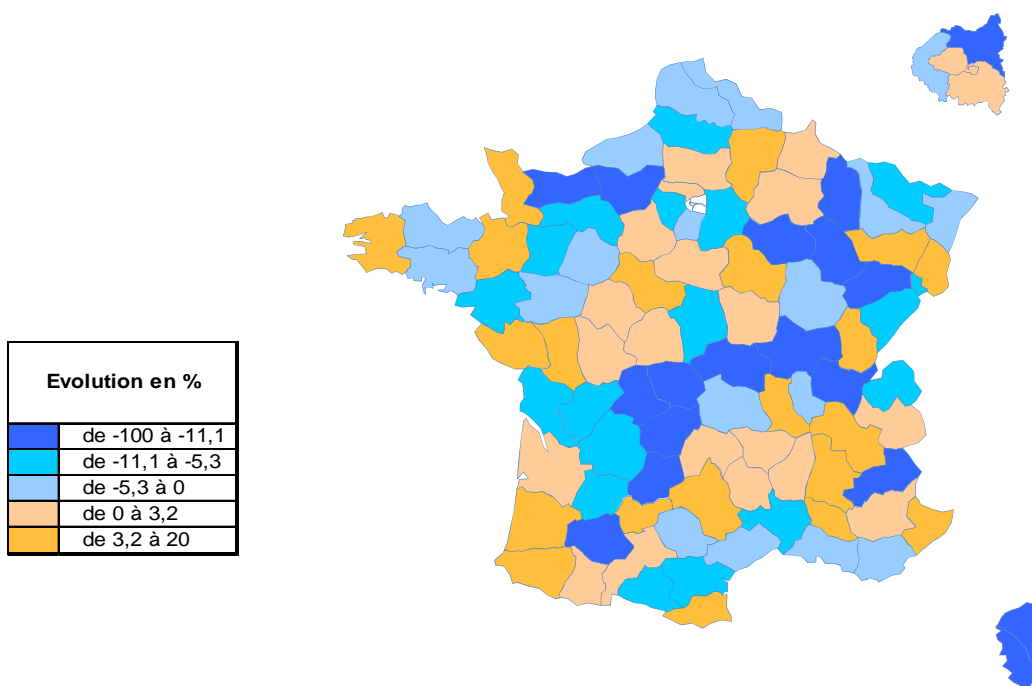 Evolution en %
de -100 à -11,1
de -11,1 à -5,3
de -5,3 à 0
de 0 à 3,2
de 3,2 à 20